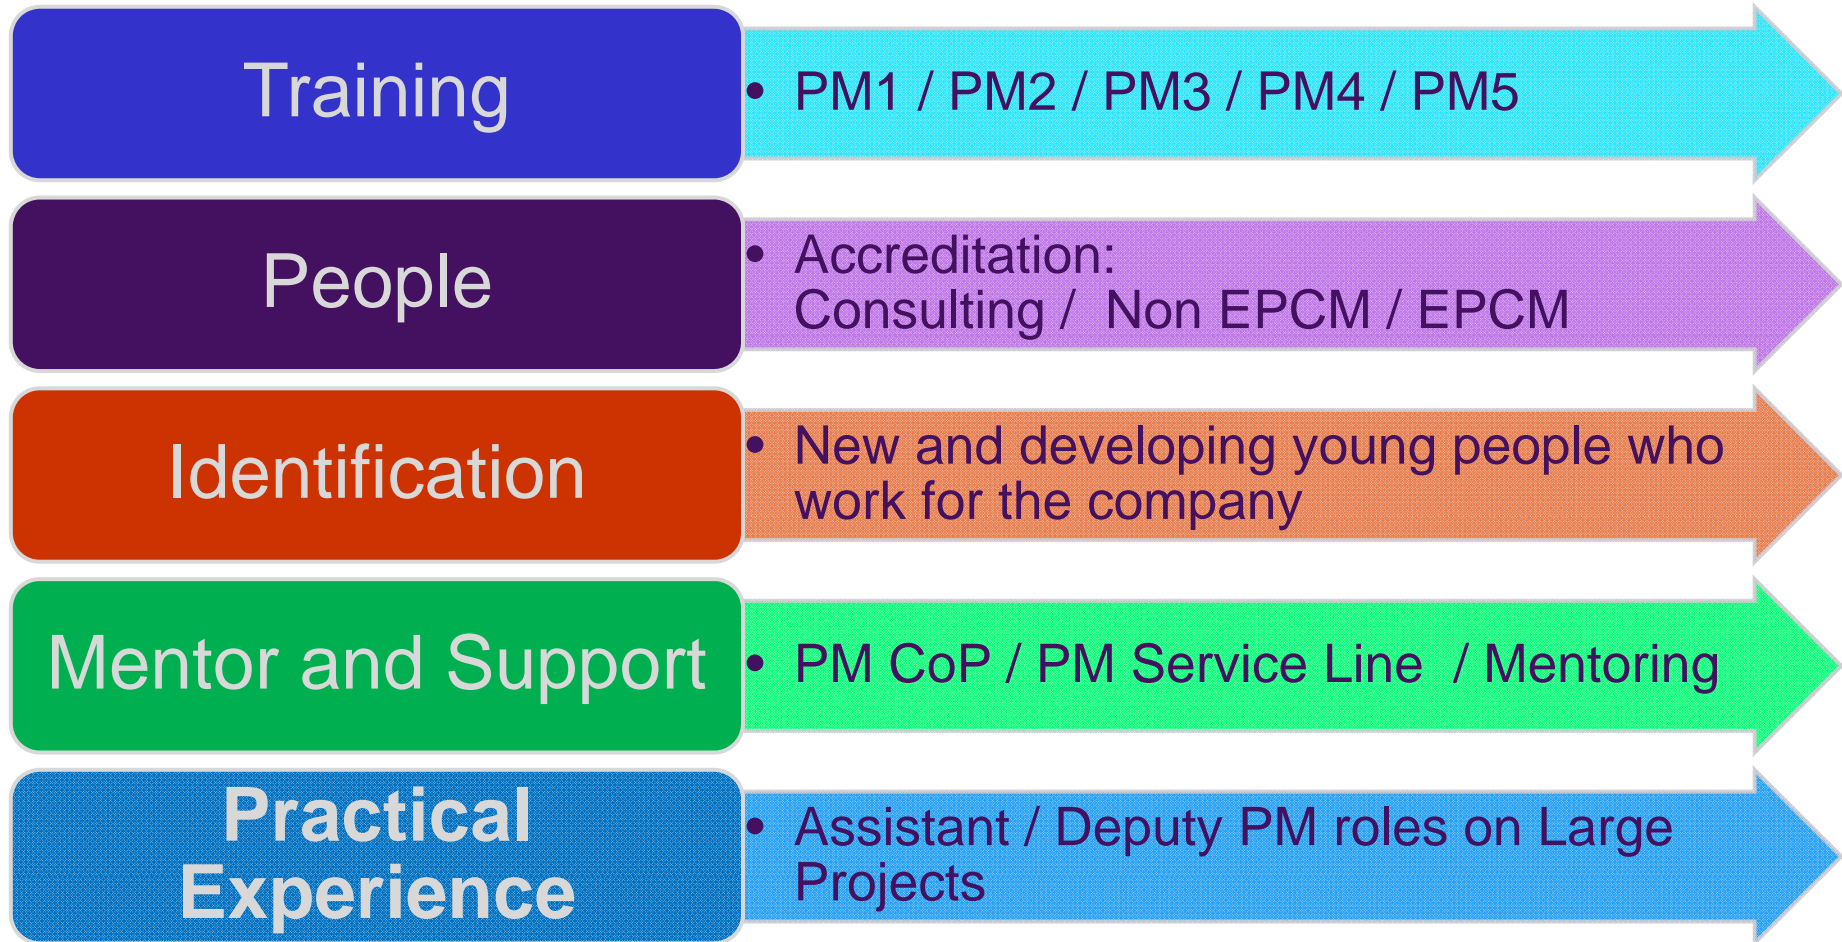 Training
• PM1 / PM2 / PM3 / PM4 / PM5
People
• Accreditation:
Consulting / Non EPCM / EPCM
Identification
• New and developing young people who
work for the company
Mentor and Support
• PM CoP / PM Service Line / Mentoring
Practical
Experience
• Assistant / Deputy PM roles on Large
Projects